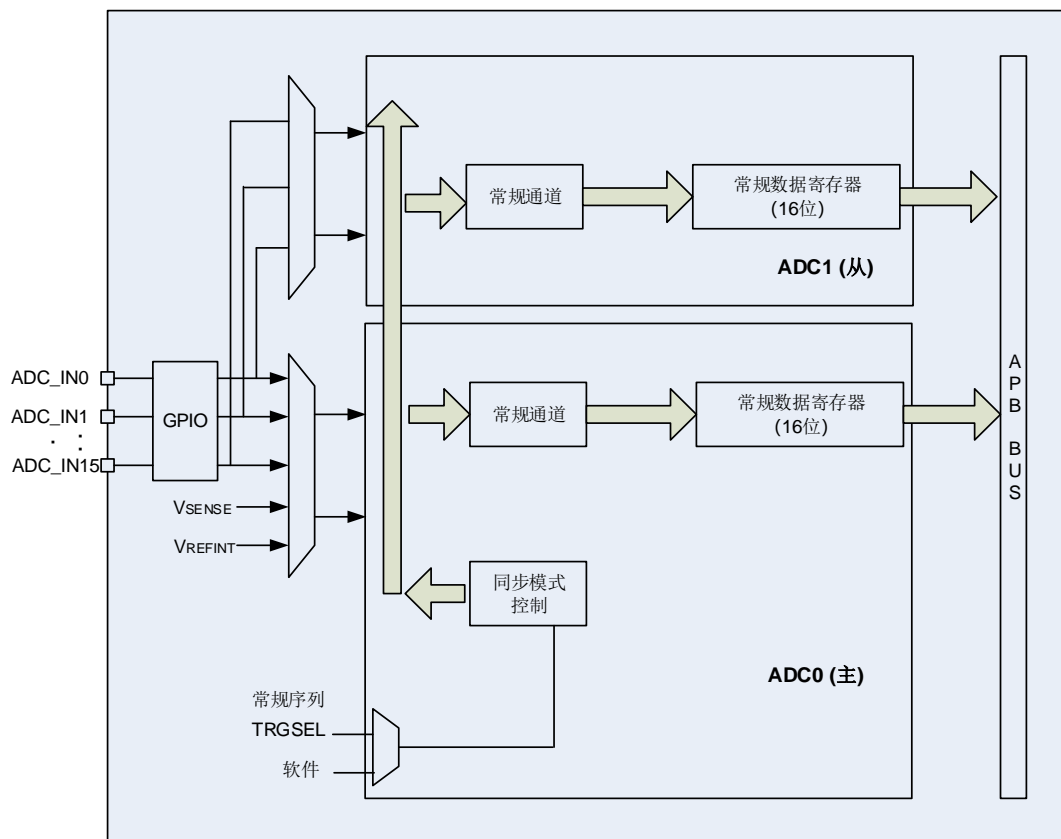 常规通道
常规数据寄存器
(16位)
ADC1 (从)
ADC_IN0
ADC_IN1
. :
ADC_IN15
GPIO
常规通道
常规数据寄存器
(16位)
VSENSE
VREFINT
同步模式
控制
ADC0 (主)
常规序列
TRGSEL
软件
APB BUS